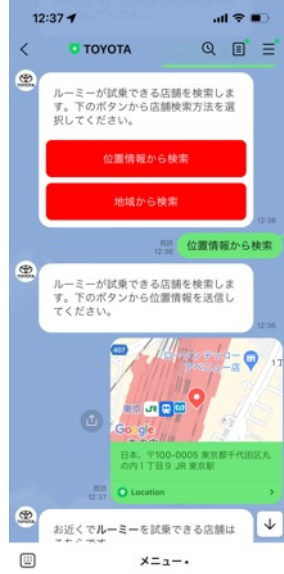 12:37
TOYOTA
ルーミーが試乗できる店舗を検索しま
す。下のボタンから店舗検索方法を選
択してください。
位置情報から検索
地域から検索
12:36
既読
12:36
位置情報から検索
ルーミーが試乗できる店舗を検索しま
す。下のボタンから位置情報を送信し
てください。
12:36
407
アベニュー店
東京
JR
Google
日本、〒100-0005 東京都千代田区丸
の内1丁目9 JR 東京駅
Location
既読
12:37
お近くでルーミーを試乗できる店舗は
メニュー